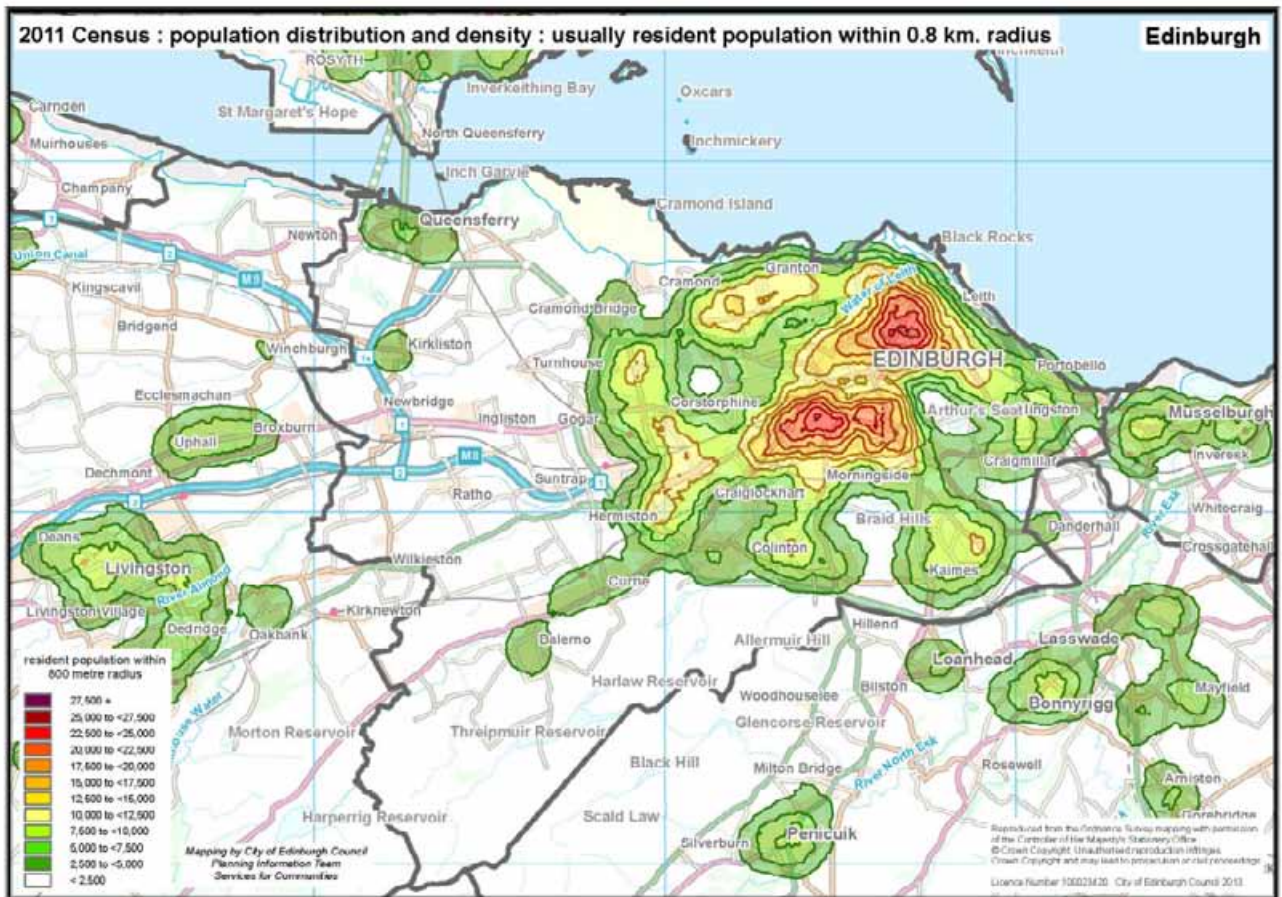 2011 Census : population distribution and density : usually resident population within 0.8 km. radius
Edinburgh
ROSYTH
Inverkeithing Bay
Oxcars
St Margaret's Hope
Carnden
North Queensferry
Inchmickery
Muirhouses
Inch Garvie
Champany
Cramond Island
Queensferry
Newton
Black Rocks
Union Canal
M9
Granton
Cramond
Water of Leith
Kingscavil
Leith
Cramond Bridge
Bridgend
Kirkliston
Winchburgh
EDINBURGH
Turnhouse
Portobello
Ecclesmachan
Newbridge
Corstorphine
Arthur's Seat
lingston
Musselburgh
Ingliston
Gogar
Broxburn
Uphall
Inveresk
M8
Dechmont
Suntrap
Morningside
Craigmillar
Ratho
Craiglockhart
Whitecraig
Hermiston
Braid Hills
River Esk
Deans
Danderhall
Colinton
Crossgatehall
Livingston
Wilkieston
Kaimes
Currie
River Almond
Livingston Village
Kirknewton
Dedridge
Oakbank
Hillend
Balerno
Allermuir Hill
Lasswade
Loanhead
Harlaw Reservoir
Bilston
Mayfield
Woodhouselee
Bonnyrigg
Glencorse Reservoir
Morton Reservoir
Threipmuir Reservoir
Black Hill
Milton Bridge
River North Esk
Rosewell
Arniston
Harperrig Reservoir
Scald Law
Gorebridge
Silverburn
Penicuik
resident population within
800 metre radius
27,500 +
25,000 to <27,500
22,500 to <25,000
20,000 to <22,500
17,500 to <20,000
15,000 to <17,500
12,500 to <15,000
10,000 to <12,500
7,500 to <10,000
5,000 to <7,500
2,500 to <5,000
< 2,500
Mapping by City of Edinburgh Council
Planning Information Team
Services for Communities
Reproduced from the Ordnance Survey mapping with permission
of the Controller of Her Majesty's Stationery Office
© Crown Copyright. Unauthorised reproduction infringes
Crown Copyright and may lead to prosecution or civil proceedings
Licence Number 100023420 City of Edinburgh Council 2013